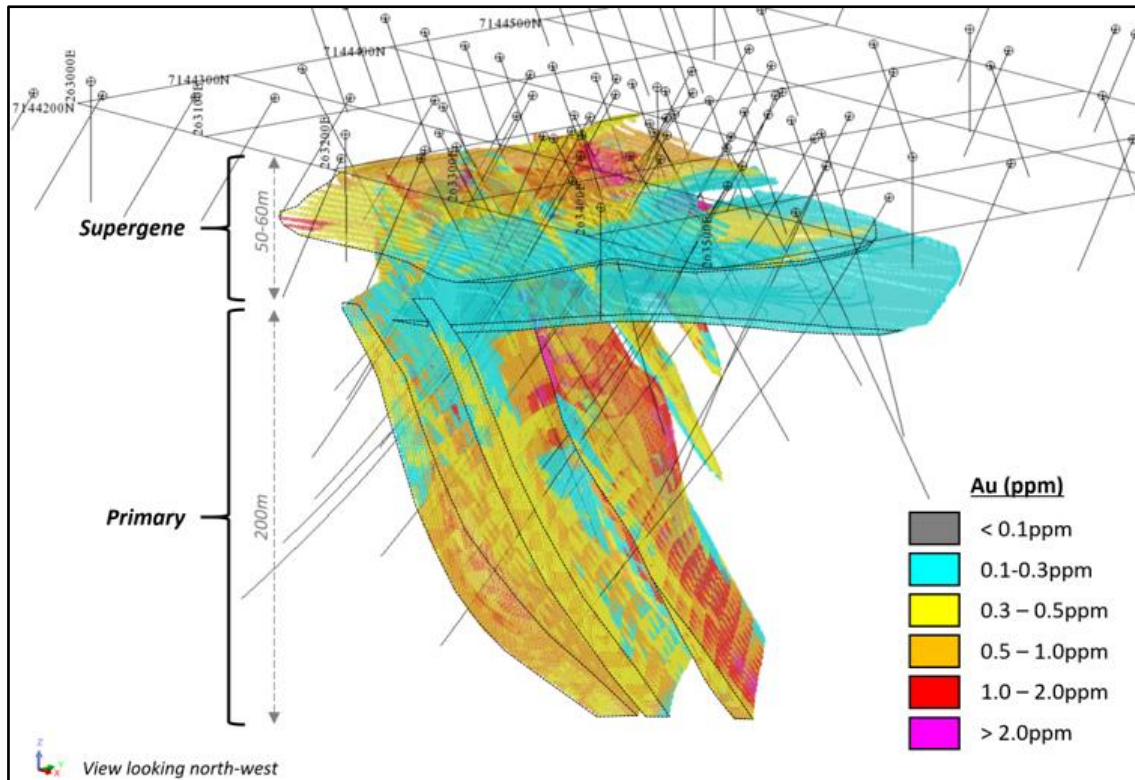 7144500N
7144400N
7144300N
7144200N
263000E
263100E
263200E
263300E
263400E
263500E
Supergene
50-60m
Primary
200m
Au (ppm)
< 0.1ppm
0.1-0.3ppm
0.3 – 0.5ppm
0.5 – 1.0ppm
1.0 – 2.0ppm
> 2.0ppm
Z
Y
X
View looking north-west